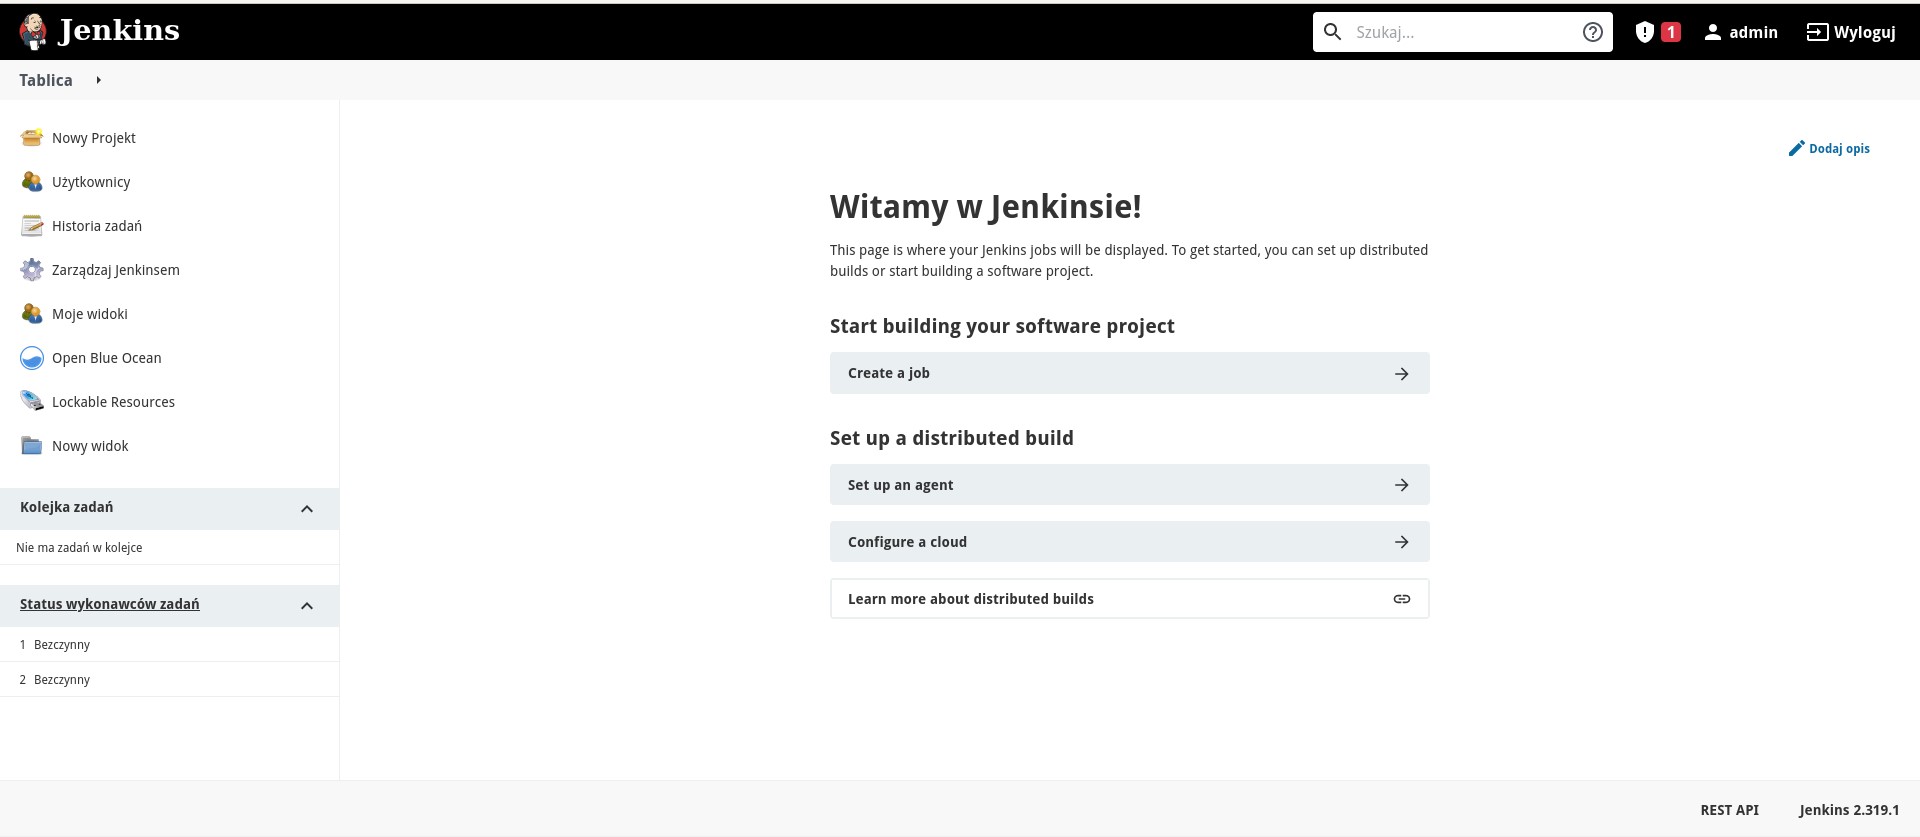 Jenkins
Szukaj...
1
admin
Wyloguj
Tablica
Nowy Projekt
Użytkownicy
Historia zadań
Zarządzaj Jenkinsem
Moje widoki
Open Blue Ocean
Lockable Resources
Nowy widok
Kolejka zadań
Nie ma zadań w kolejce
Status wykonawców zadań
1 Bezczynny
2 Bezczynny
Dodaj opis
Witamy w Jenkinsie!
This page is where your Jenkins jobs will be displayed. To get started, you can set up distributed
builds or start building a software project.
Start building your software project
Create a job
Set up a distributed build
Set up an agent
Configure a cloud
Learn more about distributed builds
REST API
Jenkins 2.319.1